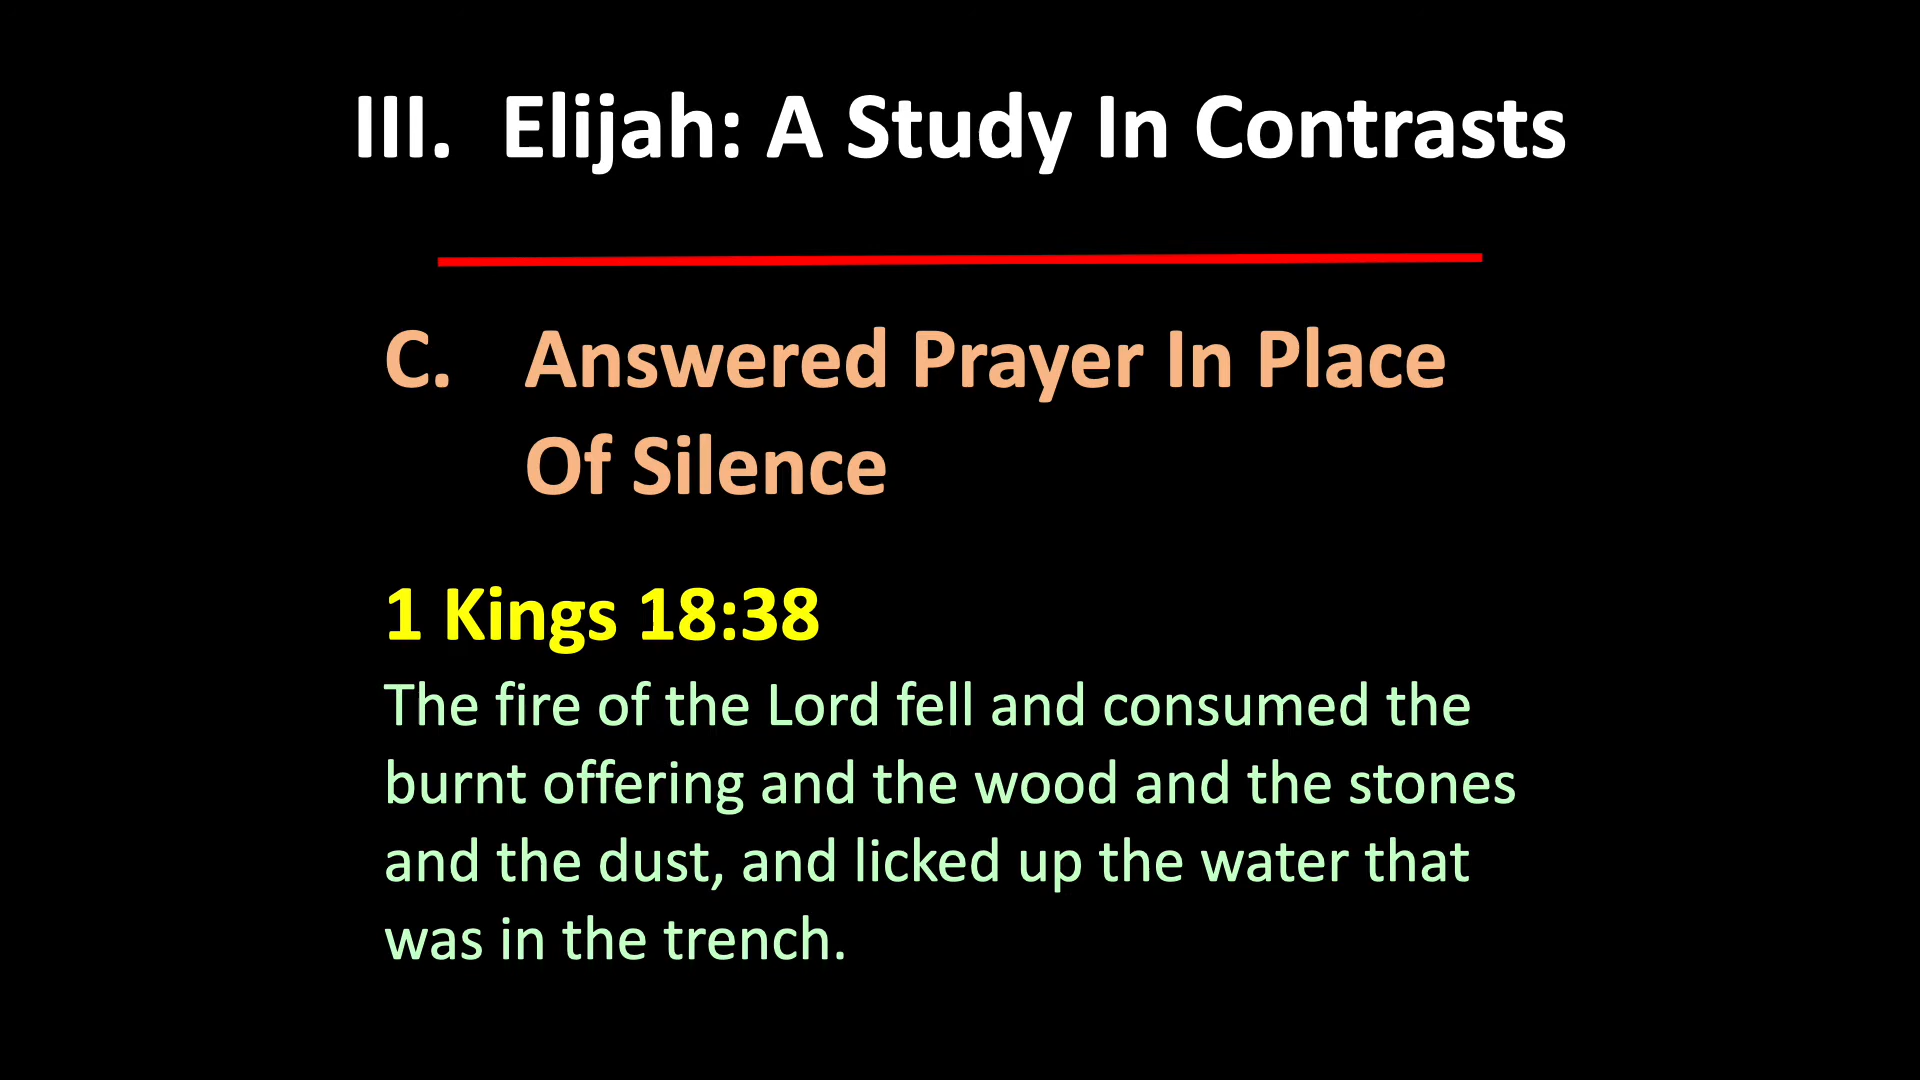 III. Elijah: A Study In Contrasts
C. Answered Prayer In Place
Of Silence
1 Kings 18:38
The fire of the Lord fell and consumed the
burnt offering and the wood and the stones
and the dust, and licked up the water that
was in the trench.